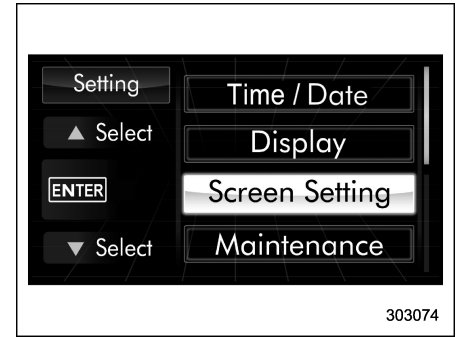 Setting
Time / Date
▲ Select
Display
ENTER
Screen Setting
▼ Select
Maintenance
303074